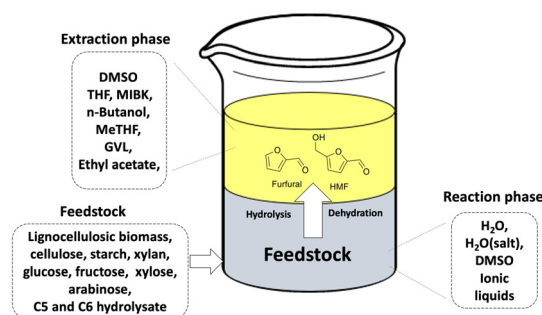 Extraction phase
DMSO
THF, MIBK,
n-Butanol,
MeTHF,
GVL,
Ethyl acetate,
OH
O
O
O
O
Furfural
HMF
Feedstock
Lignocellulosic biomass,
cellulose, starch, xylan,
glucose, fructose, xylose,
arabinose,
C5 and C6 hydrolysate
Hydrolysis
Dehydration
Feedstock
Reaction phase
H₂O,
H₂O(salt),
DMSO
Ionic
liquids